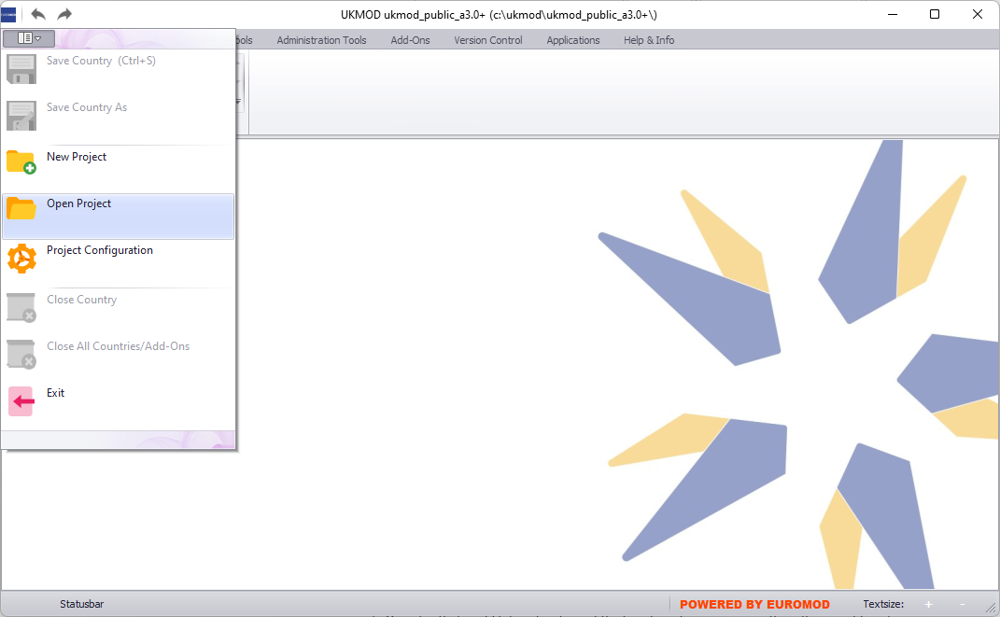 UKMOD ukmod_public_a3.0+ (c:\ukmod\ukmod_public_a3.0+\)
Administration Tools
Add-Ons
Version Control
Applications
Help & Info
Save Country (Ctrl+S)
Save Country As
New Project
Open Project
Project Configuration
Close Country
Close All Countries/Add-Ons
Exit
Statusbar
POWERED BY EUROMOD
Textsize: + -